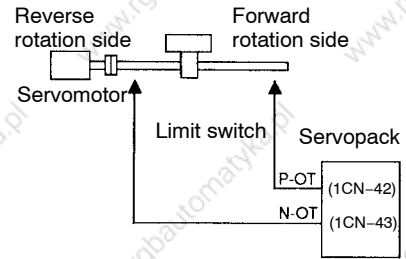 Reverse
rotation side
Forward
rotation side
Servomotor
Limit switch
Servopack
P-OT
(1CN−42)
N-OT
(1CN−43)